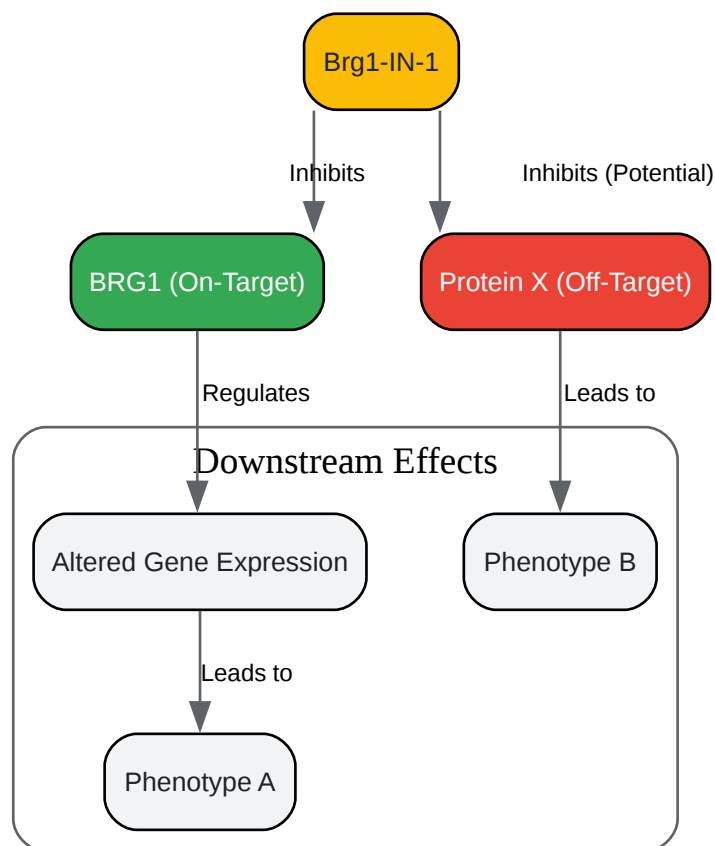 Brg1-IN-1
Inhibits
Inhibits (Potential)
BRG1 (On-Target)
Protein X (Off-Target)
Regulates
Leads to
Downstream Effects
Altered Gene Expression
Phenotype B
Leads to
Phenotype A